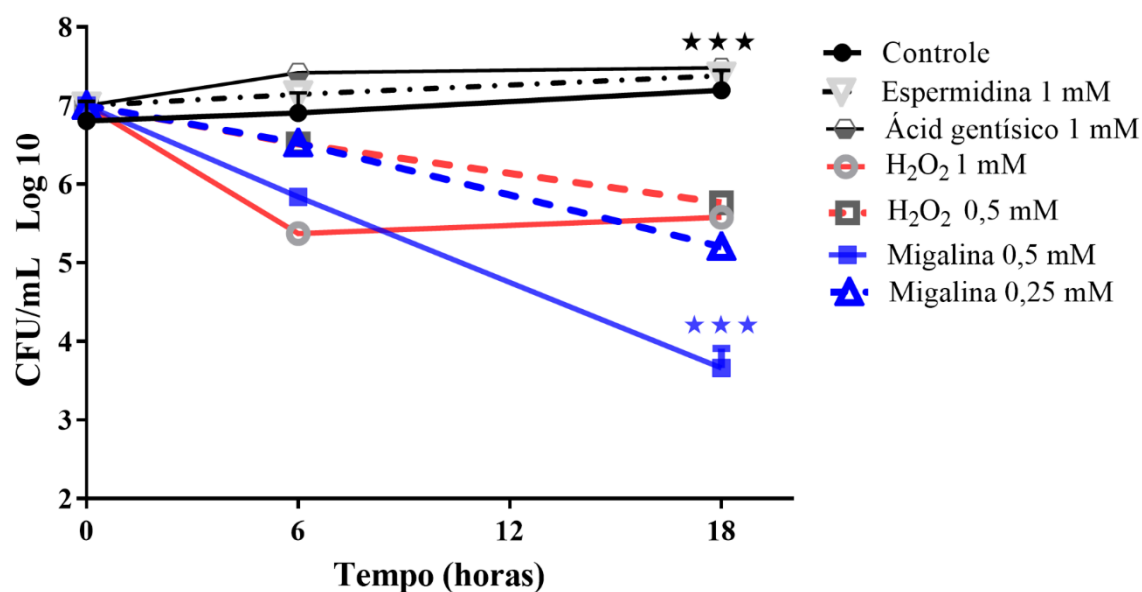 8
7
6
5
4
3
2
CFU/mL Log 10
0
6
12
18
Tempo (horas)
Controle
Espermidina 1 mM
Ácid gentísico 1 mM
H₂O₂ 1 mM
H₂O₂ 0,5 mM
Migalina 0,5 mM
Migalina 0,25 mM